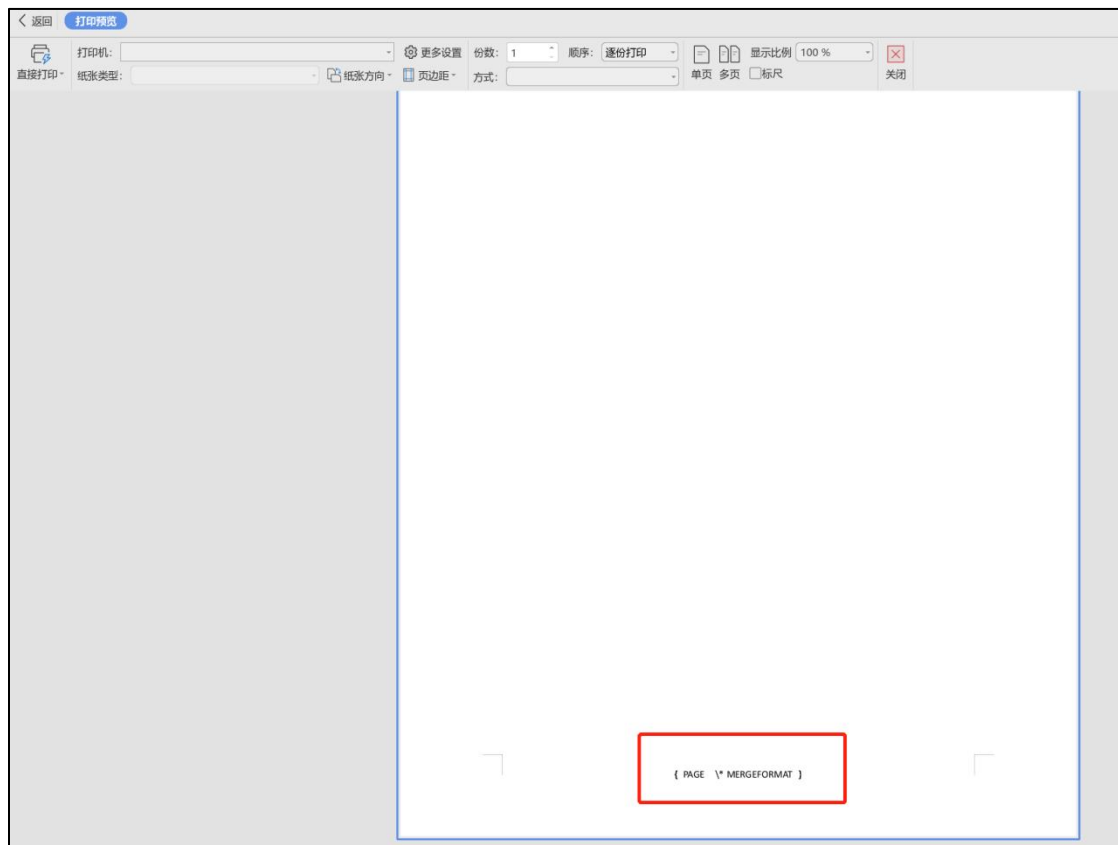 返回 打印预览
打印机: 更多设置 份数: 1 顺序: 逐份打印 显示比例 100 %
直接打印 纸张类型: 纸张方向 页边距 方式: 单页 多页 标尺 关闭
{ PAGE \* MERGEFORMAT }